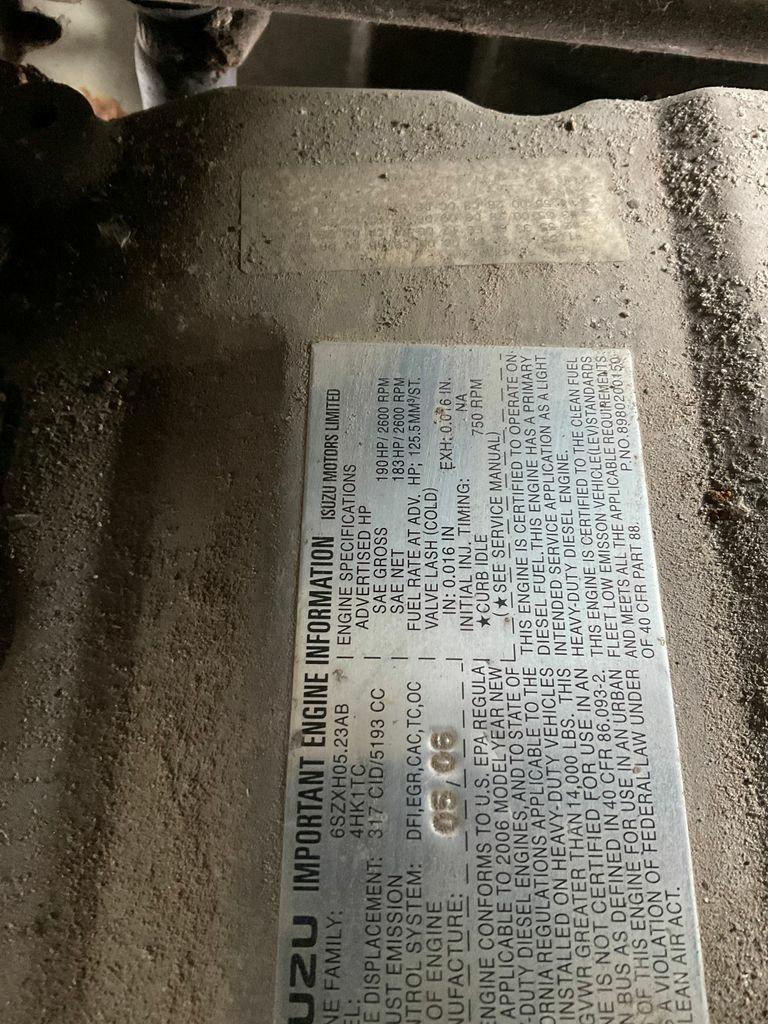 UZU IMPORTANT ENGINE INFORMATION ISUZU MOTORS LIMITED
NE FAMILY: 6SZXH05.23AB
EL: 4HK1TC
E DISPLACEMENT: 317 CID/5193 CC
UST EMISSION
NTROL SYSTEM: DFI,EGR,CAC,TC,OC
OF ENGINE
NUFACTURE: 05/06
ENGINE SPECIFICATIONS
ADVERTISED HP
SAE GROSS 190HP/2600 RPM
SAE NET 183HP/2600 RPM
FUEL RATE AT ADV. HP; 125.5MM³/ST.
VALVE LASH (COLD)
IN: 0.016 IN EXH: 0.016 IN.
INITIAL INJ. TIMING: NA
★CURB IDLE 750 RPM
(★SEE SERVICE MANUAL)
ENGINE CONFORMS TO U.S. EPA REGULA
APPLICABLE TO 2006 MODEL YEAR NEW
-DUTY DIESEL ENGINES, AND TO STATE OF
ORNIA REGULATIONS APPLICABLE TO THE
INSTALLED ON HEAVY-DUTY VEHICLES
GVWR GREATER THAN 14,000 LBS. THIS
NE IS NOT CERTIFIED FOR USE IN AN
N BUS AS DEFINED IN 40 CFR 86.093-2.
OF THIS ENGINE FOR USE IN AN URBAN
A VIOLATION OF FEDERAL LAW UNDER
LEAN AIR ACT.
THIS ENGINE IS CERTIFIED TO OPERATE ON
DIESEL FUEL. THIS ENGINE HAS A PRIMARY
INTENDED SERVICE APPLICATION AS A LIGHT
HEAVY-DUTY DIESEL ENGINE.
THIS ENGINE IS CERTIFIED TO THE CLEAN FUEL
FLEET LOW EMISSON VEHICLE(LEV)STANDARDS
AND MEETS ALL THE APPLICABLE REQUIREMENTS
OF 40 CFR PART 88. P.NO.8980200150